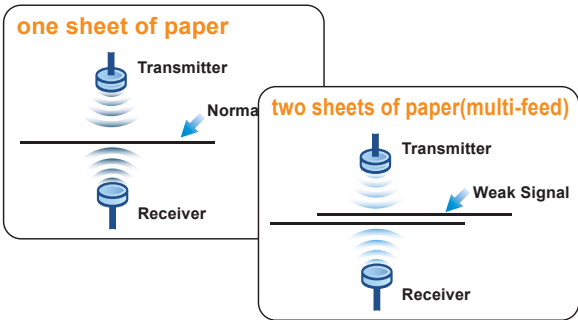 one sheet of paper
Transmitter
Norma
Receiver
two sheets of paper(multi-feed)
Transmitter
Weak Signal
Receiver